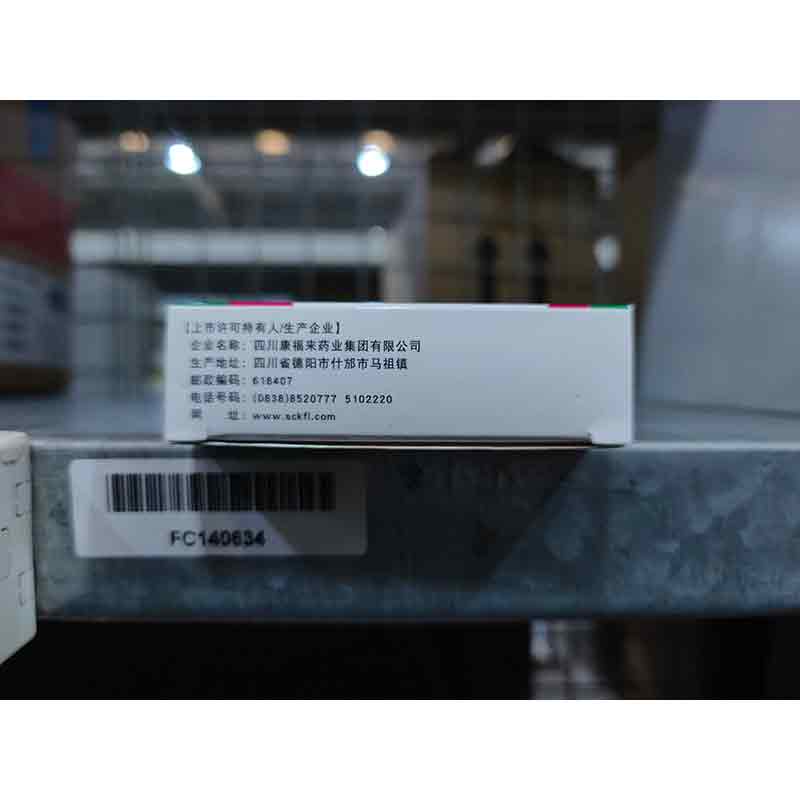 【上市许可持有人/生产企业】
企业名称：四川康福来药业集团有限公司
生产地址：四川省德阳市什邡市马祖镇
邮政编码：618407
电话号码：(0838)8520777 5102220
网 址：www.sckfl.com
FC140634